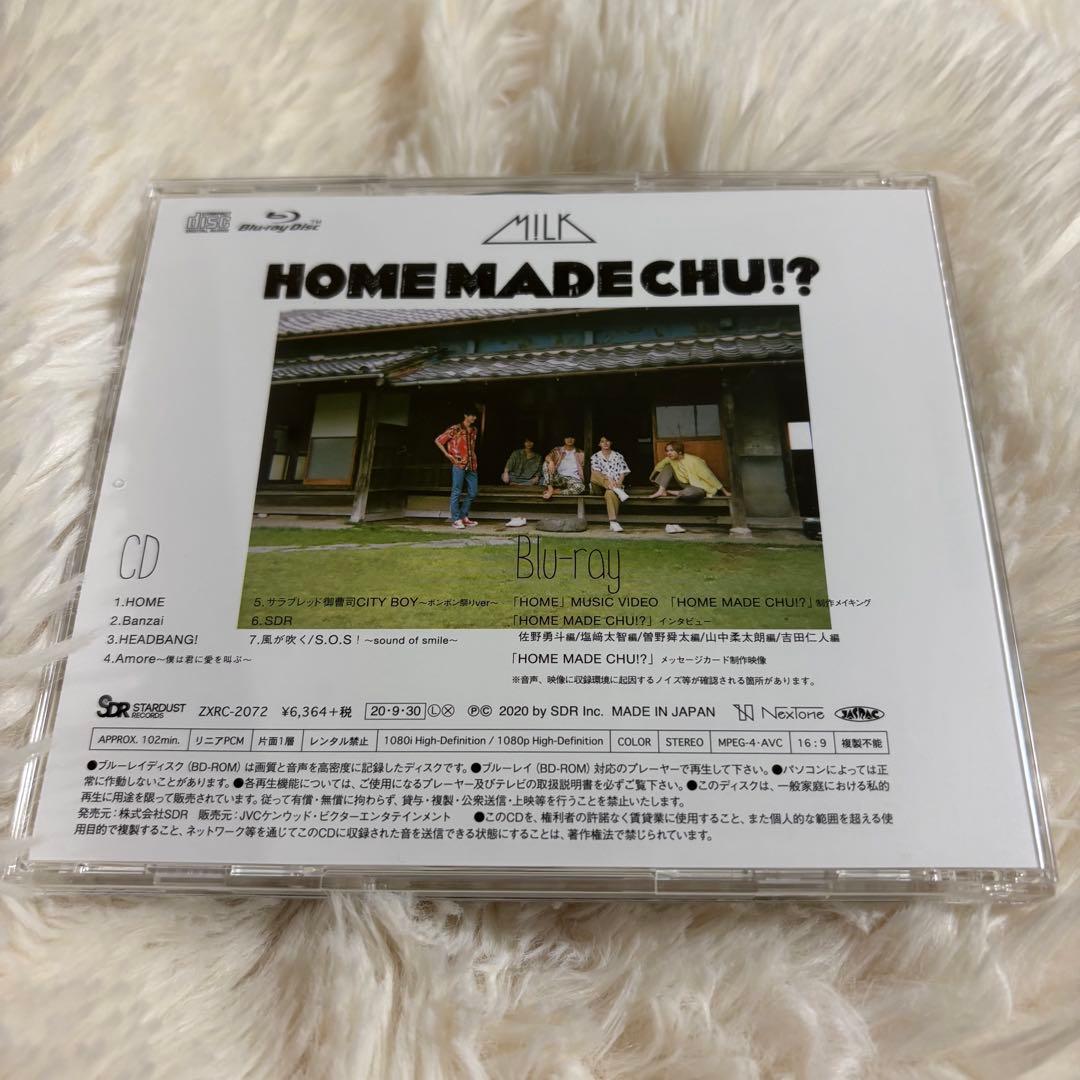 COMPACT disc DIGITAL AUDIO Blu-ray Disc™
M!LK
HOME MADE CHU!?
CD
1.HOME
2.Banzai
3.HEADBANG!
4.Amore〜僕は君に愛を叫ぶ〜
5.サラブレッド御曹司CITY BOY〜ポンポン祭りver〜
6.SDR
7.風が吹く/S.O.S！〜sound of smile〜
Blu-ray
「HOME」MUSIC VIDEO 「HOME MADE CHU!?」制作メイキング
「HOME MADE CHU!?」インタビュー
佐野勇斗編/塩﨑太智編/曽野舜太編/山中柔太朗編/吉田仁人編
「HOME MADE CHU!?」メッセージカード制作映像
※音声、映像に収録環境に起因するノイズ等が確認される箇所があります。
SDR STARDUST RECORDS ZXRC-2072 ¥6,364+税 20・9・30 Ⓛ X ℗© 2020 by SDR Inc. MADE IN JAPAN NexTone JASRAC
APPROX. 102min. リニアPCM 片面1層 レンタル禁止 1080i High-Definition / 1080p High-Definition COLOR STEREO MPEG-4・AVC 16：9 複製不能
●ブルーレイディスク（BD-ROM）は画質と音声を高密度に記録したディスクです。●ブルーレイ（BD-ROM）対応のプレーヤーで再生して下さい。●パソコンによっては正
常に作動しないことがあります。●各再生機能については、ご使用になるプレーヤー及びテレビの取扱説明書を必ずご覧下さい。●このディスクは、一般家庭における私的
再生に用途を限って販売されています。従って有償・無償に拘わらず、貸与・複製・公衆送信・上映等を行うことを禁止いたします。
発売元：株式会社SDR 販売元：JVCケンウッド・ビクターエンタテインメント ●このCDを、権利者の許諾なく賃貸業に使用すること、また個人的な範囲を超える使
用目的で複製すること、ネットワーク等を通じてこのCDに収録された音を送信できる状態にすることは、著作権法で禁じられています。